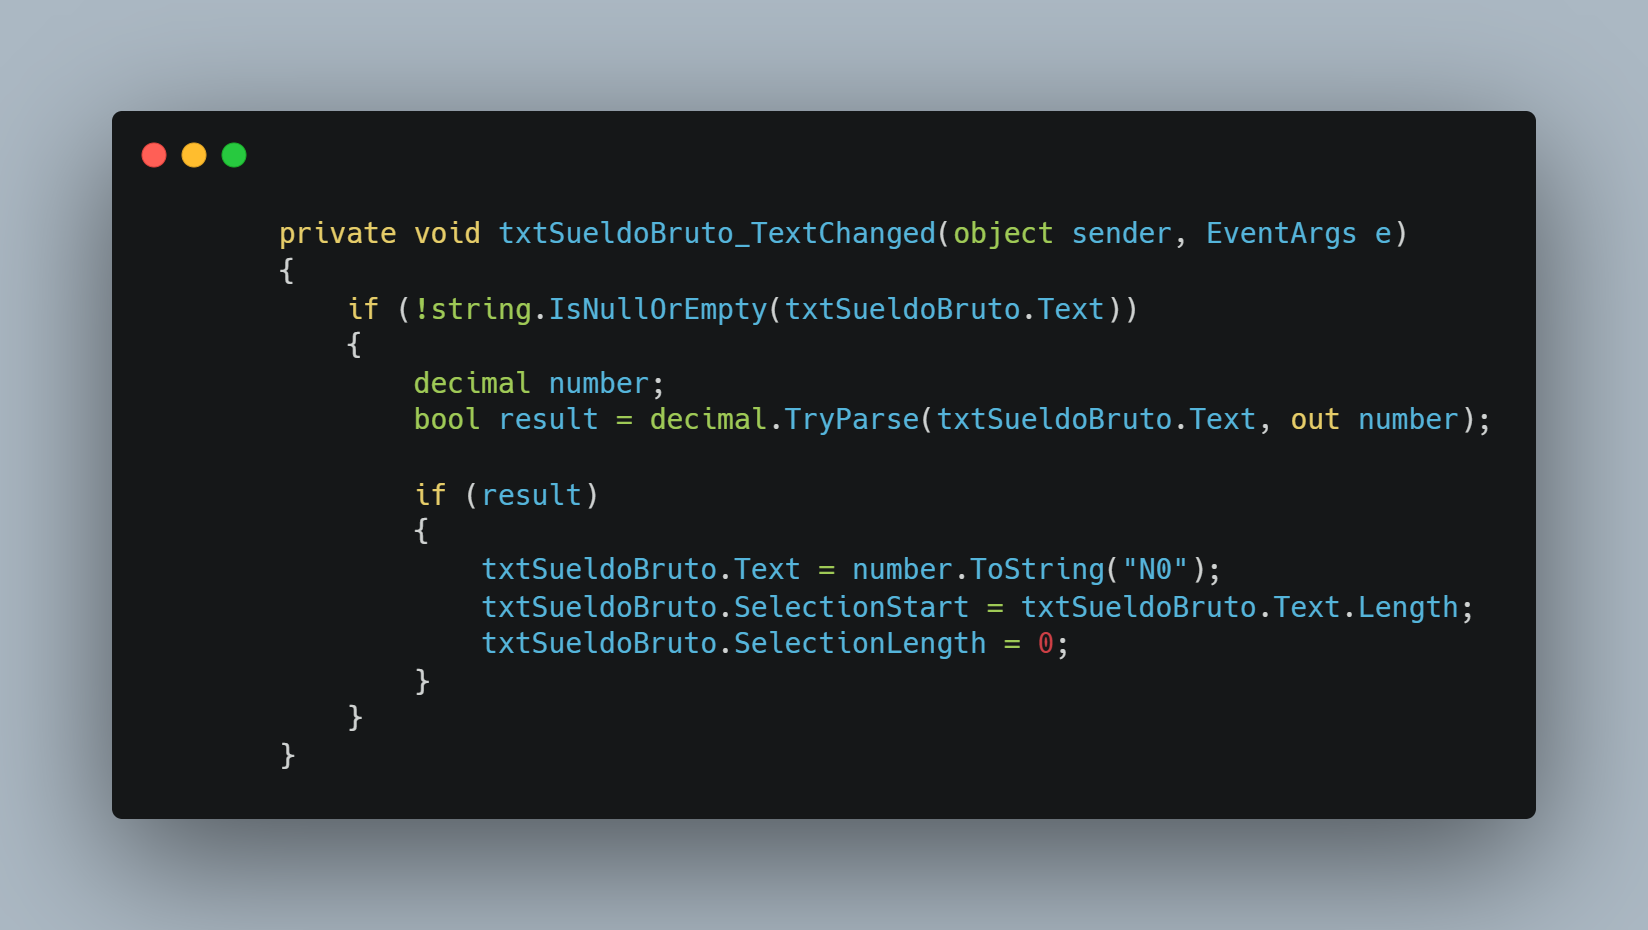 private void txtSueldoBruto_TextChanged(object sender, EventArgs e)
{
    if (!string.IsNullOrEmpty(txtSueldoBruto.Text))
    {
        decimal number;
        bool result = decimal.TryParse(txtSueldoBruto.Text, out number);

        if (result)
        {
            txtSueldoBruto.Text = number.ToString("N0");
            txtSueldoBruto.SelectionStart = txtSueldoBruto.Text.Length;
            txtSueldoBruto.SelectionLength = 0;
        }
    }
}